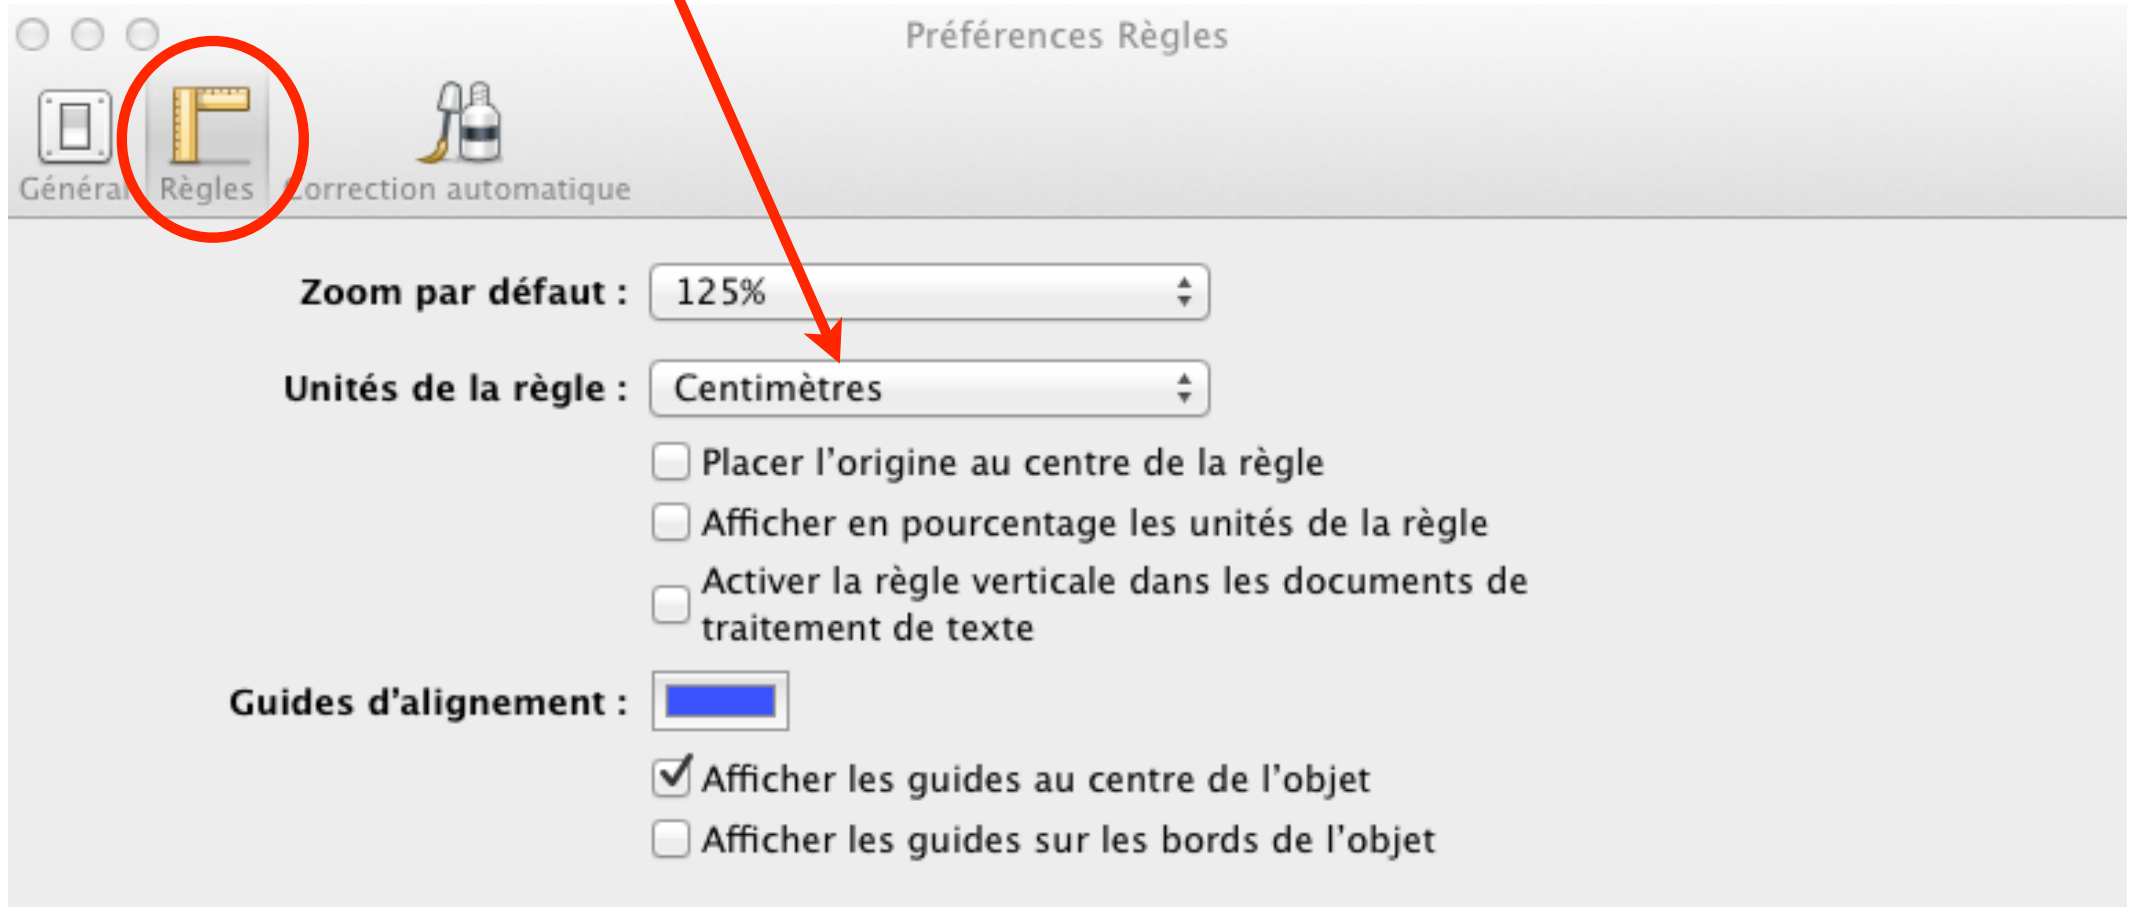 Préférences Règles
Général Règles Correction automatique
Zoom par défaut : 125%
Unités de la règle : Centimètres
Placer l'origine au centre de la règle
Afficher en pourcentage les unités de la règle
Activer la règle verticale dans les documents de
traitement de texte
Guides d'alignement :
Afficher les guides au centre de l'objet
Afficher les guides sur les bords de l'objet